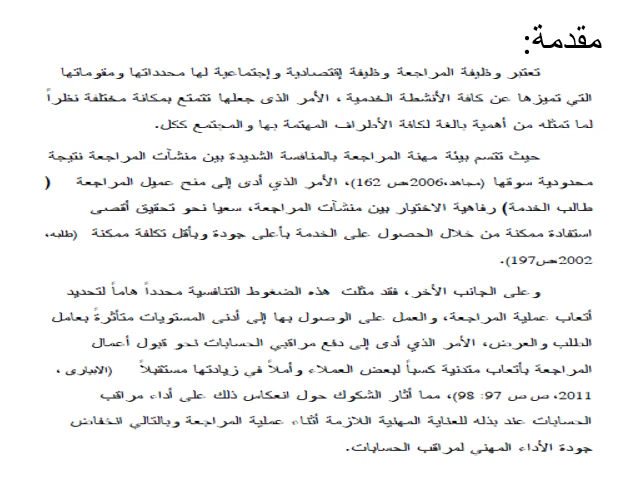 مقدمة:
تعتبر وظيفة المراجعة وظيفة إقتصادية وإجتماعية لها محدداتها ومقوماتها
التي تميزها عن كافة الأنشطة الخدمية ، الأمر الذى جعلها تتمتع بمكانة مختلفة نظراً
لما تمثله من أهمية بالغة لكافة الأطراف المهتمة بها والمجتمع ككل.
حيث تتسم بيئة مهنة المراجعة بالمنافسة الشديدة بين منشآت المراجعة نتيجة
محدودية سوقها (مجاهد،2006ص 162)، الأمر الذي أدى إلى منح عميل المراجعة (
طالب الخدمة) رفاهية الاختيار بين منشآت المراجعة، سعيا نحو تحقيق أقصى
استفادة ممكنة من خلال الحصول على الخدمة بأعلى جودة وبأقل تكلفة ممكنة (طلبه،
2002ص197).
وعلى الجانب الأخر، فقد مثلت هذه الضغوط التنافسية محدداً هاماً لتحديد
أتعاب عملية المراجعة، والعمل على الوصول بها إلى أدنى المستويات متأثرةً بعامل
الطلب والعرض، الأمر الذي أدى إلى دفع مراقبي الحسابات نحو قبول أعمال
المراجعة بأتعاب متدنية كسباً لبعض العملاء وأملاً في زيادتها مستقبلاً (الانبارى ،
2011، ص ص 97: 98)، مما أثار الشكوك حول انعكاس ذلك على أداء مراقب
الحسابات عند بذله للعناية المهنية اللازمة أثناء عملية المراجعة وبالتالي انخفاض
جودة الأداء المهني لمراقب الحسابات.